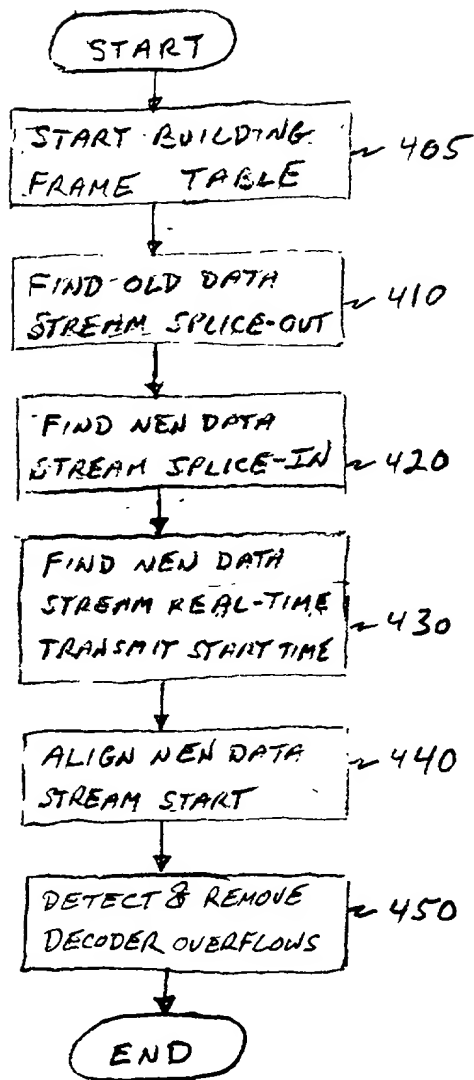 START
START BUILDING
FRAME TABLE
405
FIND OLD DATA
STREAM SPLICE-OUT
410
FIND NEW DATA
STREAM SPLICE-IN
420
FIND NEW DATA
STREAM REAL-TIME
TRANSMIT START TIME
430
ALIGN NEW DATA
STREAM START
440
DETECT & REMOVE
DECODER OVERFLOWS
450
END